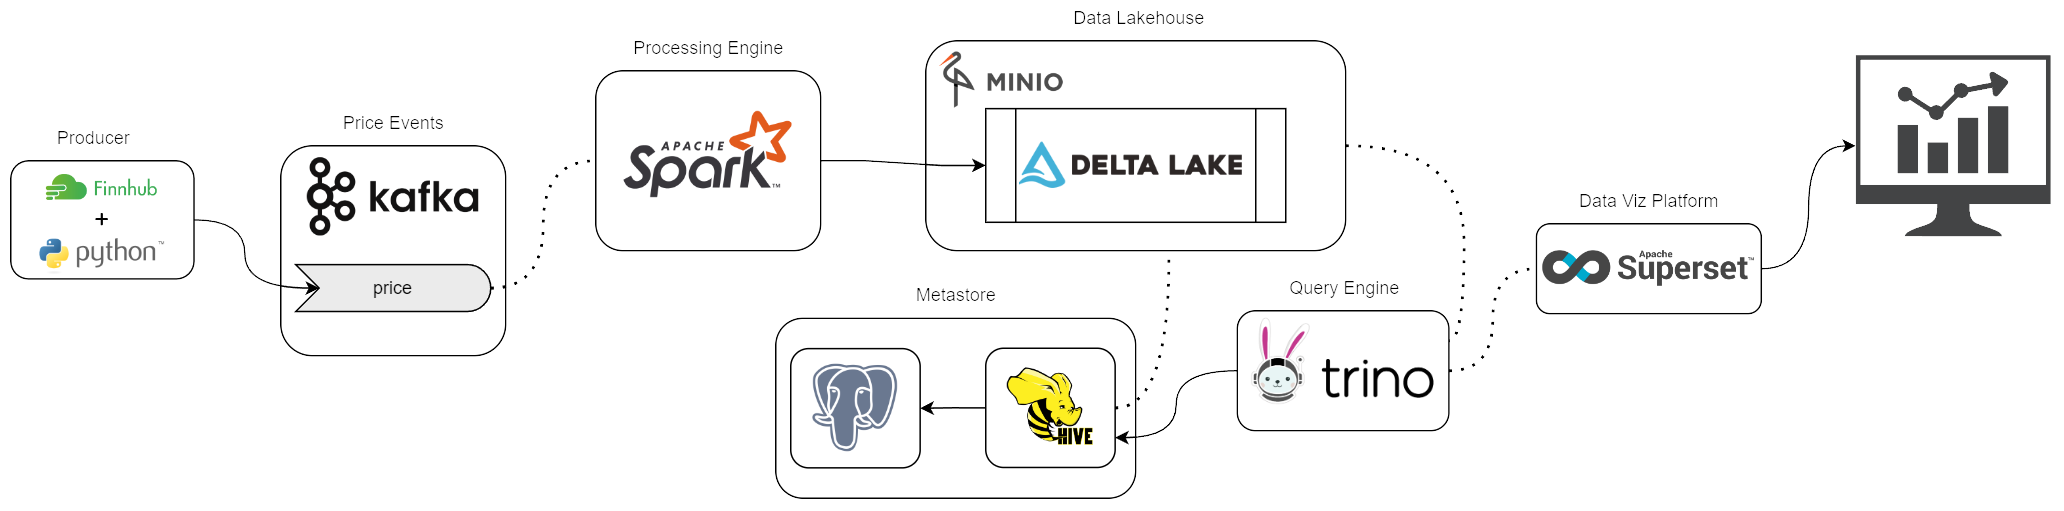 Producer
Finnhub
+
python™
Price Events
kafka
price
Processing Engine
APACHE
Spark™
Data Lakehouse
MINIO
DELTA LAKE
Metastore
HIVE
Query Engine
trino
Data Viz Platform
Apache
Superset™